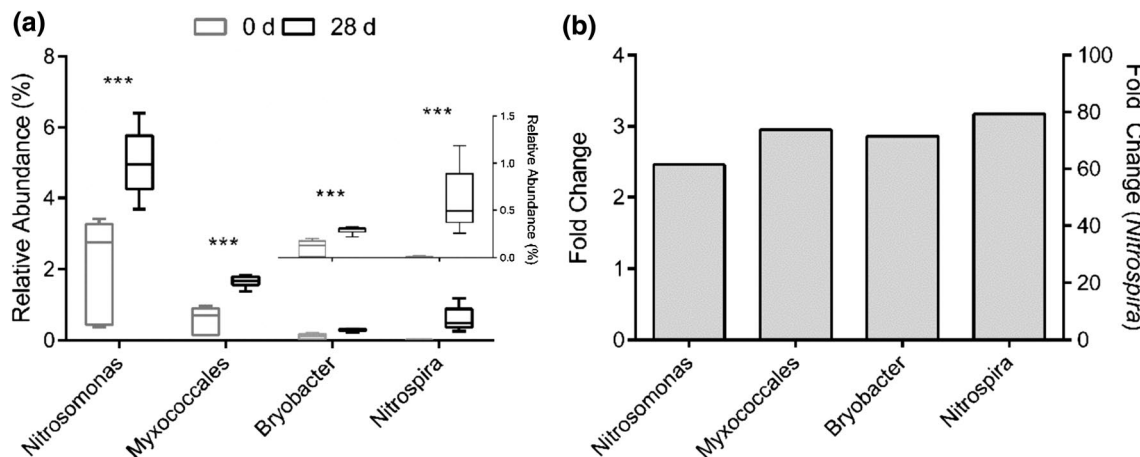 (a)
0 d 28 d
Relative Abundance (%)
8
6
4
2
0
***
***
***
***
1.5
1.0
0.5
0.0
Relative Abundance (%)
Nitrosomonas
Myxococcales
Bryobacter
Nitrospira
(b)
Fold Change
4
3
2
1
0
100
80
60
40
20
0
Fold Change (Nitrospira)
Nitrosomonas
Myxococcales
Bryobacter
Nitrospira